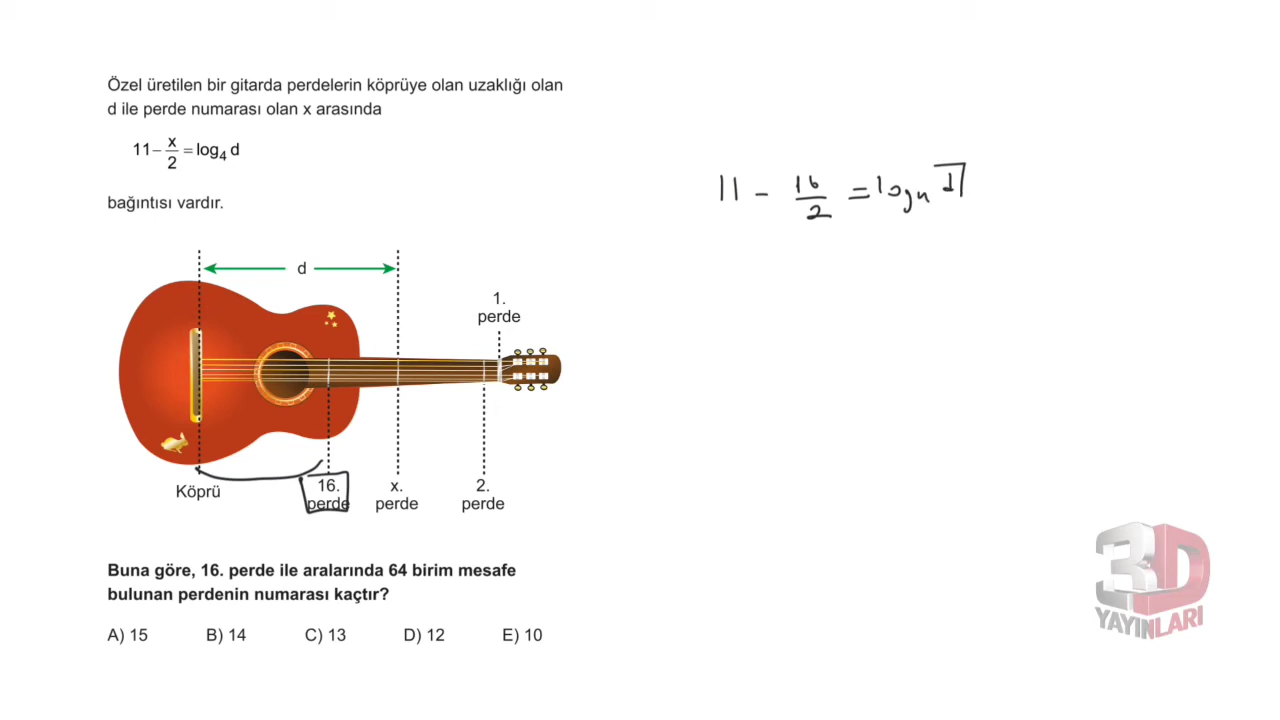 Özel üretilen bir gitarda perdelerin köprüye olan uzaklığı olan
d ile perde numarası olan x arasında
11 – x/2 = log₄ d
bağıntısı vardır.
11 - 16/2 = log₄ d
d
1.
perde
Köprü
16.
perde
x.
perde
2.
perde
Buna göre, 16. perde ile aralarında 64 birim mesafe
bulunan perdenin numarası kaçtır?
A) 15 B) 14 C) 13 D) 12 E) 10
3D
YAYINLARI